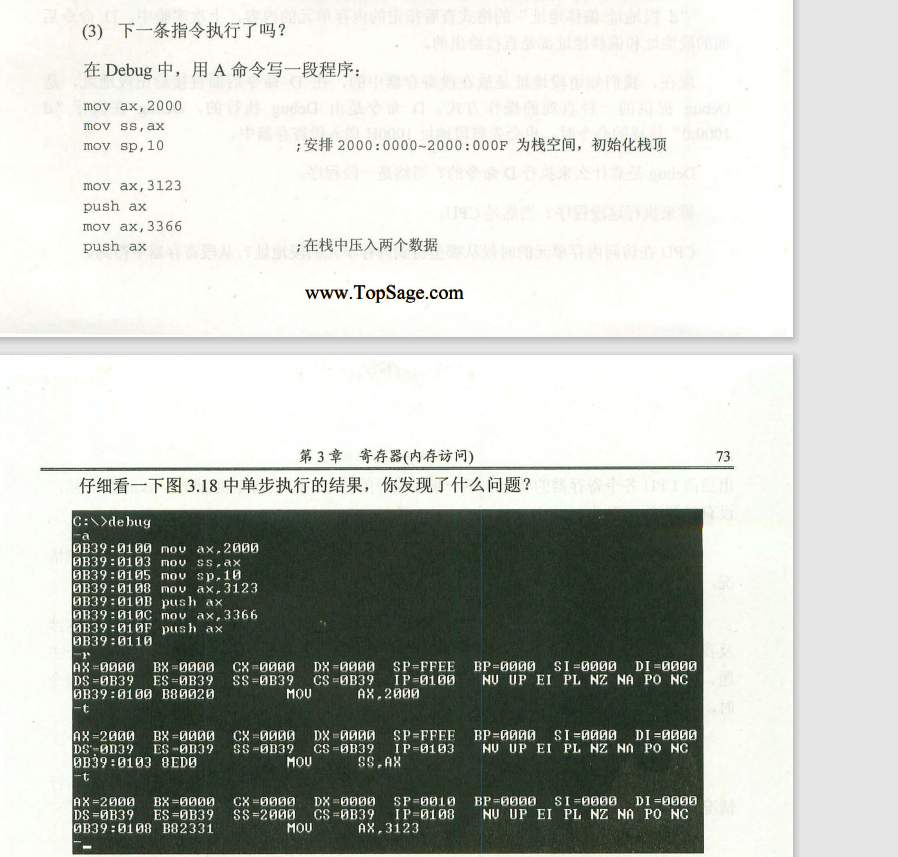 (3) 下一条指令执行了吗？
在 Debug 中，用 A 命令写一段程序：
mov ax,2000
mov ss,ax
mov sp,10 ;安排 2000:0000~2000:000F 为栈空间，初始化栈顶
mov ax,3123
push ax
mov ax,3366
push ax ;在栈中压入两个数据
www.TopSage.com
第 3 章 寄存器(内存访问) 73
仔细看一下图 3.18 中单步执行的结果，你发现了什么问题？
C:\>debug
-a
0B39:0100 mov ax,2000
0B39:0103 mov ss,ax
0B39:0105 mov sp,10
0B39:0108 mov ax,3123
0B39:010B push ax
0B39:010C mov ax,3366
0B39:010F push ax
0B39:0110
-r
AX=0000 BX=0000 CX=0000 DX=0000 SP=FFEE BP=0000 SI=0000 DI=0000
DS=0B39 ES=0B39 SS=0B39 CS=0B39 IP=0100 NV UP EI PL NZ NA PO NC
0B39:0100 B80020 MOV AX,2000
-t
AX=2000 BX=0000 CX=0000 DX=0000 SP=FFEE BP=0000 SI=0000 DI=0000
DS=0B39 ES=0B39 SS=0B39 CS=0B39 IP=0103 NV UP EI PL NZ NA PO NC
0B39:0103 8ED0 MOV SS,AX
-t
AX=2000 BX=0000 CX=0000 DX=0000 SP=0010 BP=0000 SI=0000 DI=0000
DS=0B39 ES=0B39 SS=2000 CS=0B39 IP=0108 NV UP EI PL NZ NA PO NC
0B39:0108 B82331 MOV AX,3123
-